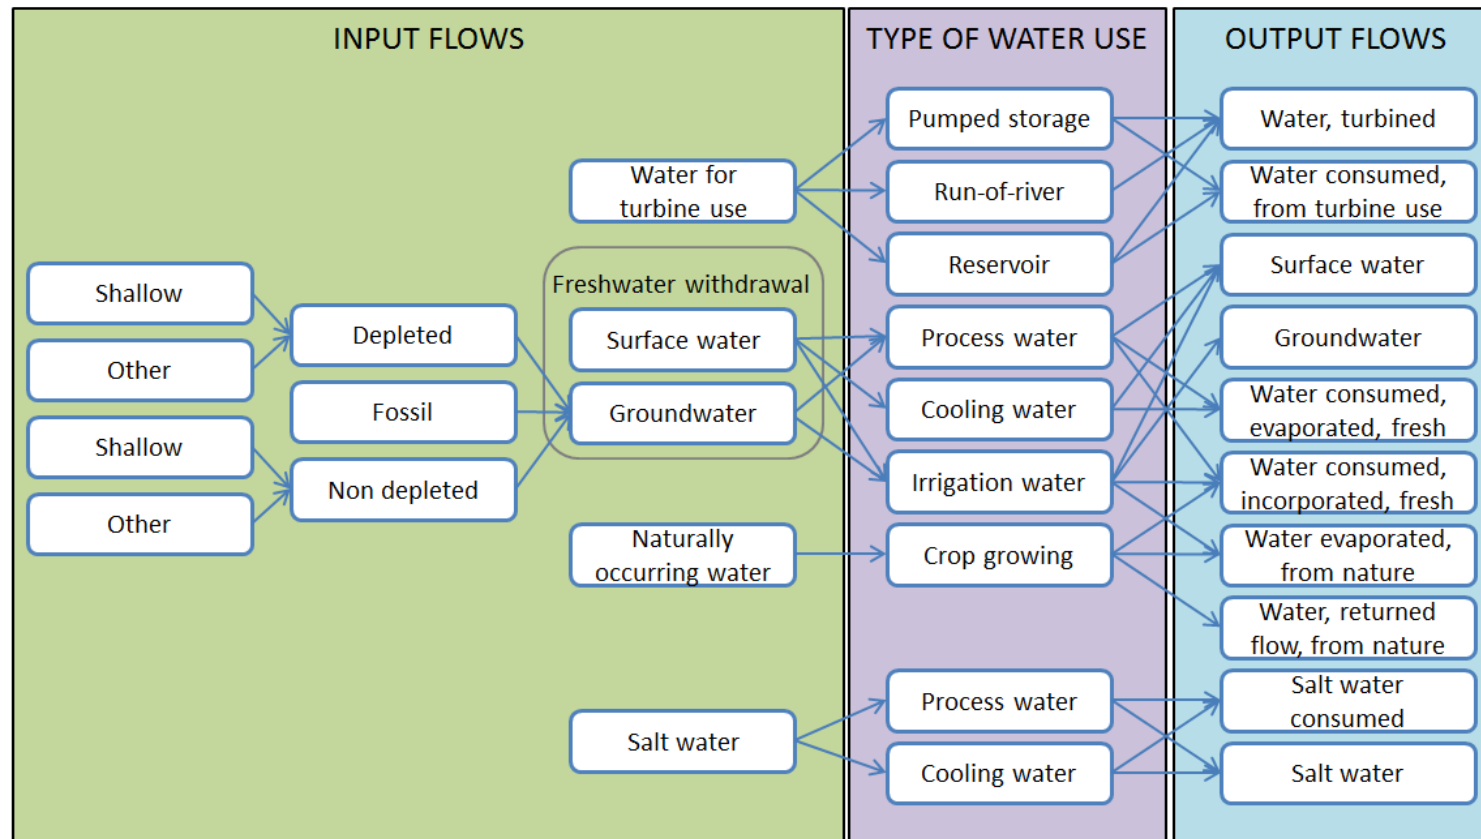 INPUT FLOWS
TYPE OF WATER USE
OUTPUT FLOWS
Shallow
Other
Shallow
Other
Depleted
Fossil
Non depleted
Water for
turbine use
Freshwater withdrawal
Surface water
Groundwater
Naturally
occurring water
Salt water
Pumped storage
Run-of-river
Reservoir
Process water
Cooling water
Irrigation water
Crop growing
Process water
Cooling water
Water, turbined
Water consumed,
from turbine use
Surface water
Groundwater
Water consumed,
evaporated, fresh
Water consumed,
incorporated, fresh
Water evaporated,
from nature
Water, returned
flow, from nature
Salt water
consumed
Salt water